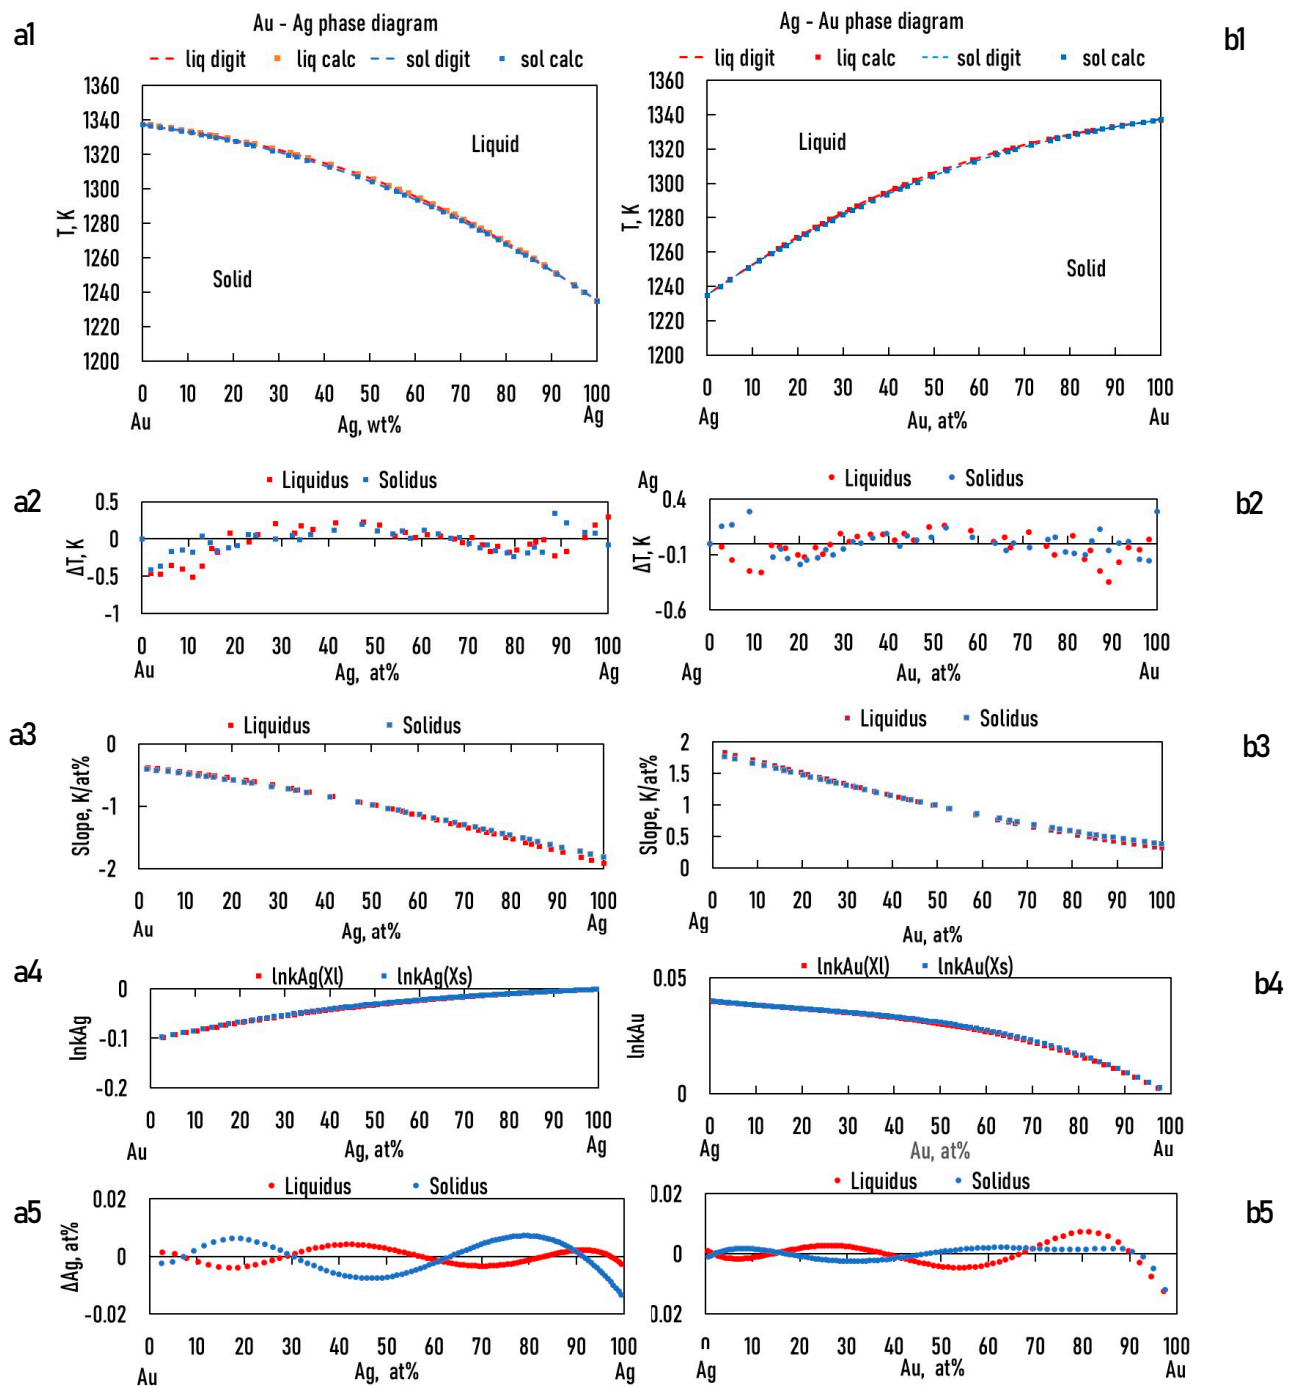 a1
Au - Ag phase diagram
liq digit liq calc sol digit sol calc
1360
1340
1320
1300
1280
1260
1240
1220
1200
T, K
Liquid
Solid
0 10 20 30 40 50 60 70 80 90 100
Au Ag, wt% Ag
b1
Ag - Au phase diagram
liq digit liq calc sol digit sol calc
1360
1340
1320
1300
1280
1260
1240
1220
1200
T, K
Liquid
Solid
0 10 20 30 40 50 60 70 80 90 100
Ag Au, at% Au
a2
Liquidus Solidus
0.5
0
-0.5
-1
ΔT, K
0 10 20 30 40 50 60 70 80 90 100
Au Ag, at% Ag
b2
Ag
Liquidus Solidus
0.4
-0.1
-0.6
ΔT, K
0 10 20 30 40 50 60 70 80 90 100
Ag Au, at% Au
a3
Liquidus Solidus
0
-1
-2
Slope, K/at%
0 10 20 30 40 50 60 70 80 90 100
Au Ag, at% Ag
b3
Liquidus Solidus
2
1.5
1
0.5
0
Slope, K/at%
0 10 20 30 40 50 60 70 80 90 100
Ag Au, at% Au
a4
lnkAg(Xl) lnkAg(Xs)
0
-0.1
-0.2
lnkAg
0 10 20 30 40 50 60 70 80 90 100
Au Ag, at% Ag
b4
lnkAu(Xl) lnkAu(Xs)
0.05
0
lnkAu
0 10 20 30 40 50 60 70 80 90 100
Ag Au, at% Au
a5
Liquidus Solidus
0.02
0
-0.02
ΔAg, at%
0 10 20 30 40 50 60 70 80 90 100
Au Ag, at% Ag
b5
Liquidus Solidus
0.02
0
0.02
10 20 30 40 50 60 70 80 90 100
Ag Au, at% Au